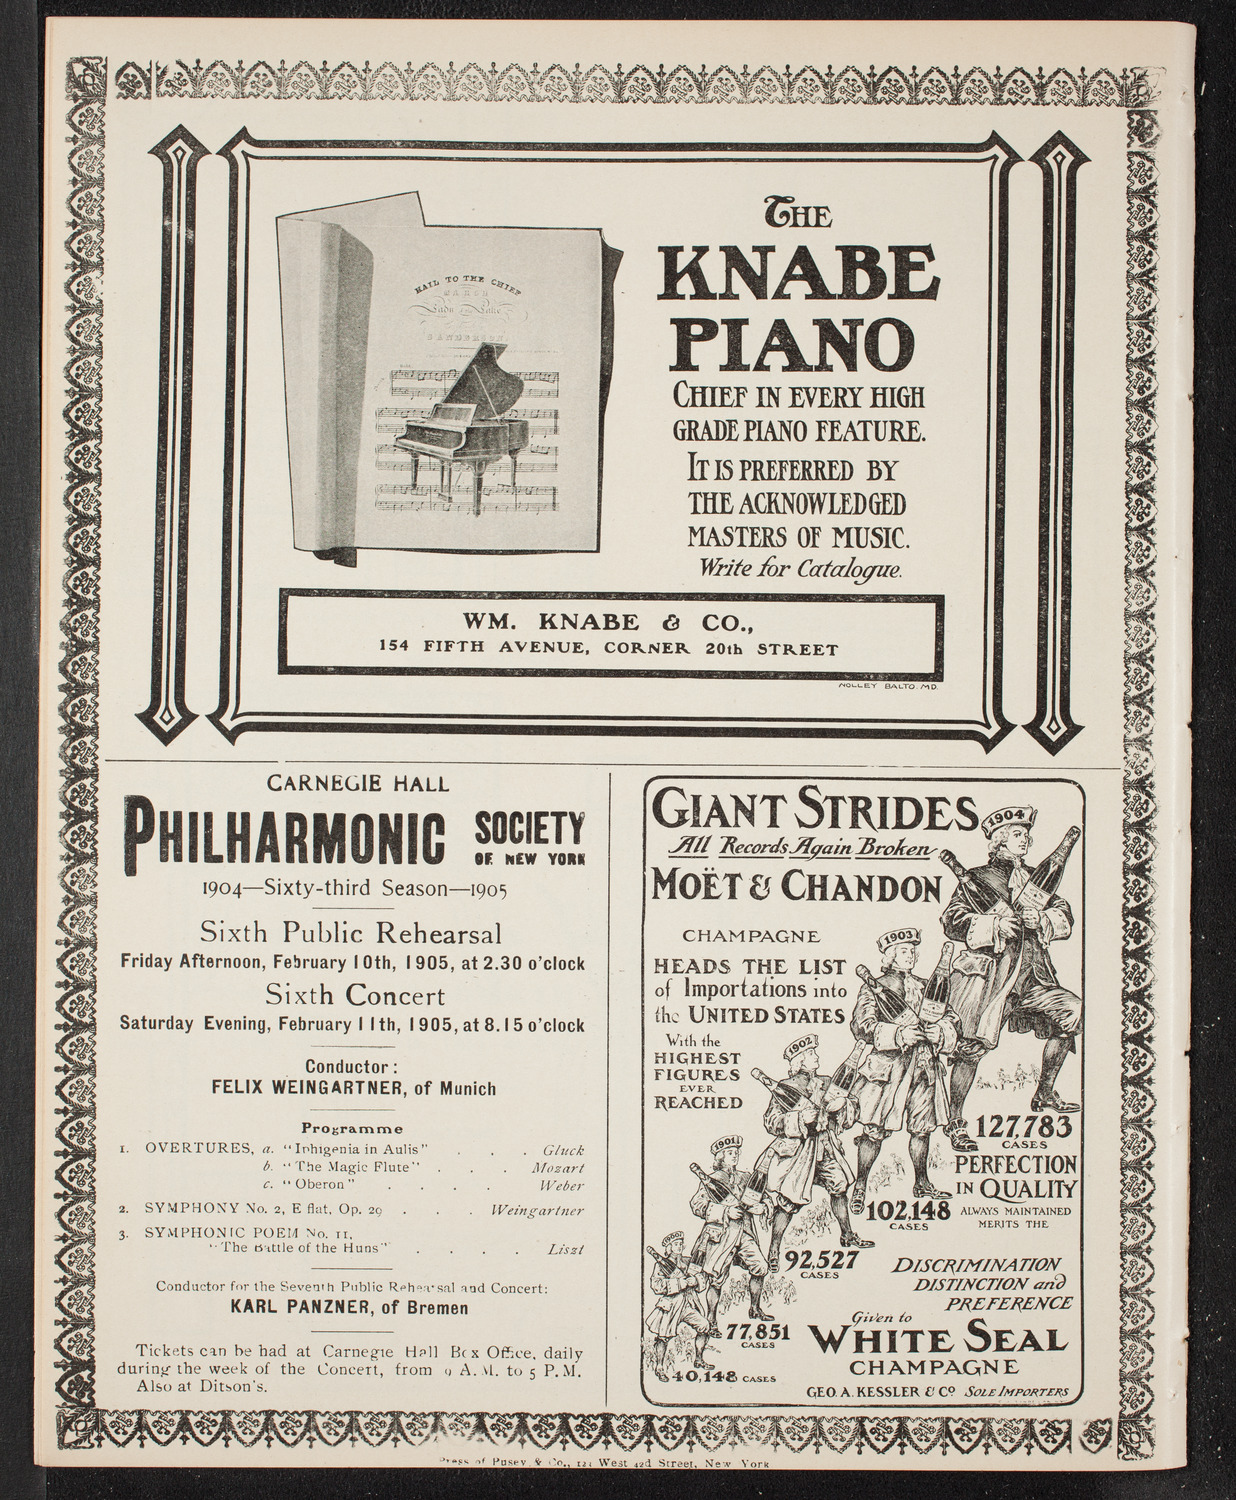 HAIL TO THE CHIEF
Lady of the Lake
SANDERSON
THE
KNABE
PIANO
CHIEF IN EVERY HIGH
GRADE PIANO FEATURE.
IT IS PREFERRED BY
THE ACKNOWLEDGED
MASTERS OF MUSIC.
Write for Catalogue.
WM. KNABE & CO.,
154 FIFTH AVENUE, CORNER 20th STREET
NOLLEY BALTO. MD.
CARNEGIE HALL
PHILHARMONIC SOCIETY
OF NEW YORK
1904—Sixty-third Season—1905
Sixth Public Rehearsal
Friday Afternoon, February 10th, 1905, at 2.30 o'clock
Sixth Concert
Saturday Evening, February 11th, 1905, at 8.15 o'clock
Conductor:
FELIX WEINGARTNER, of Munich
Programme
1. OVERTURES, a. "Inhigenia in Aulis" . . . Gluck
b. "The Magic Flute" . . . Mozart
c. "Oberon" . . . . Weber
2. SYMPHONY No. 2, E flat, Op. 29 . . . Weingartner
3. SYMPHONIC POEM No. 11,
"The Battle of the Huns" . . . . Liszt
Conductor for the Seventh Public Rehearsal and Concert:
KARL PANZNER, of Bremen
Tickets can be had at Carnegie Hall Box Office, daily
during the week of the Concert, from 9 A.M. to 5 P.M.
Also at Ditson's.
GIANT STRIDES
All Records Again Broken
MOËT & CHANDON
CHAMPAGNE
HEADS THE LIST
of Importations into
the UNITED STATES
With the
HIGHEST
FIGURES
EVER
REACHED
1904
1903
1902
1901
1900
127,783
CASES
PERFECTION
IN QUALITY
ALWAYS MAINTAINED
MERITS THE
102,148
CASES
92,527
CASES
DISCRIMINATION
DISTINCTION and
PREFERENCE
Given to
77,851
CASES
WHITE SEAL
CHAMPAGNE
40,148 CASES
GEO. A. KESSLER & CO SOLE IMPORTERS
Press of Pusey & Co., 121 West 42d Street, New York